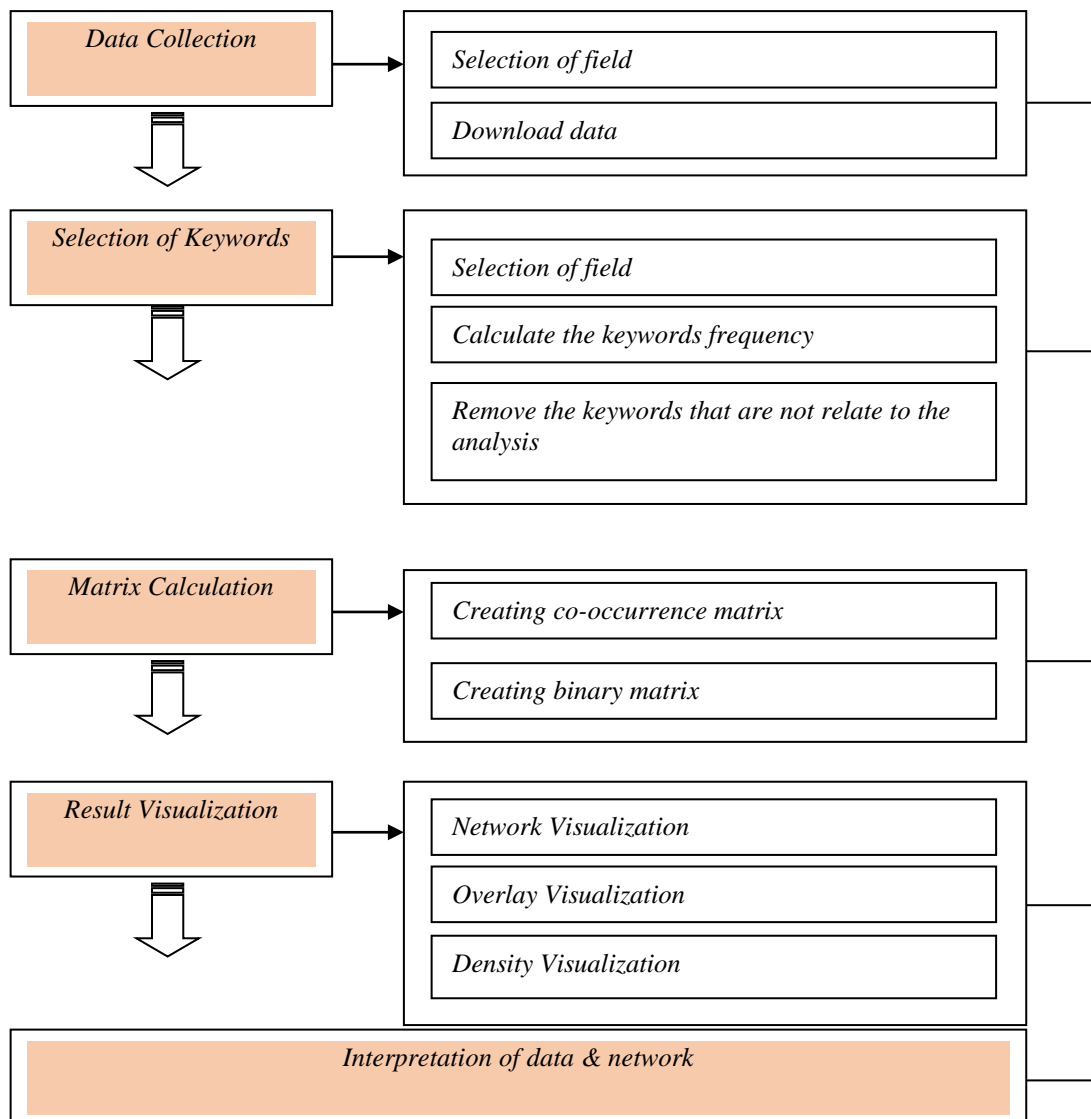 Data Collection
Selection of field
Download data
Selection of Keywords
Selection of field
Calculate the keywords frequency
Remove the keywords that are not relate to the
analysis
Matrix Calculation
Creating co-occurrence matrix
Creating binary matrix
Result Visualization
Network Visualization
Overlay Visualization
Density Visualization
Interpretation of data & network